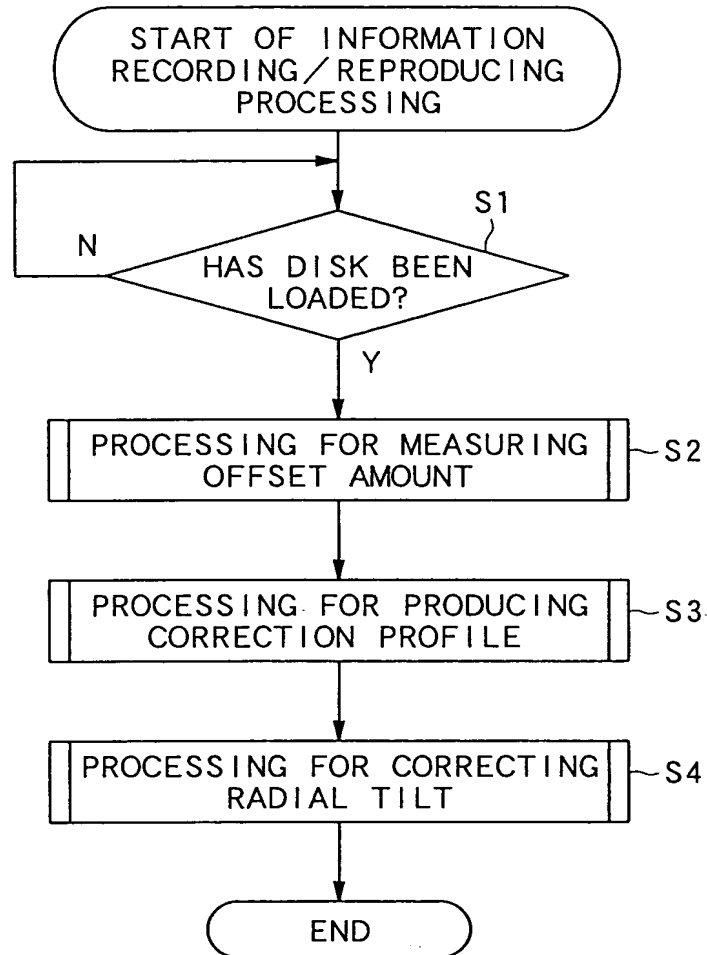 START OF INFORMATION
RECORDING/REPRODUCING
PROCESSING
S1
N
HAS DISK BEEN
LOADED?
Y
PROCESSING FOR MEASURING
OFFSET AMOUNT
S2
PROCESSING FOR PRODUCING
CORRECTION PROFILE
S3
PROCESSING FOR CORRECTING
RADIAL TILT
S4
END